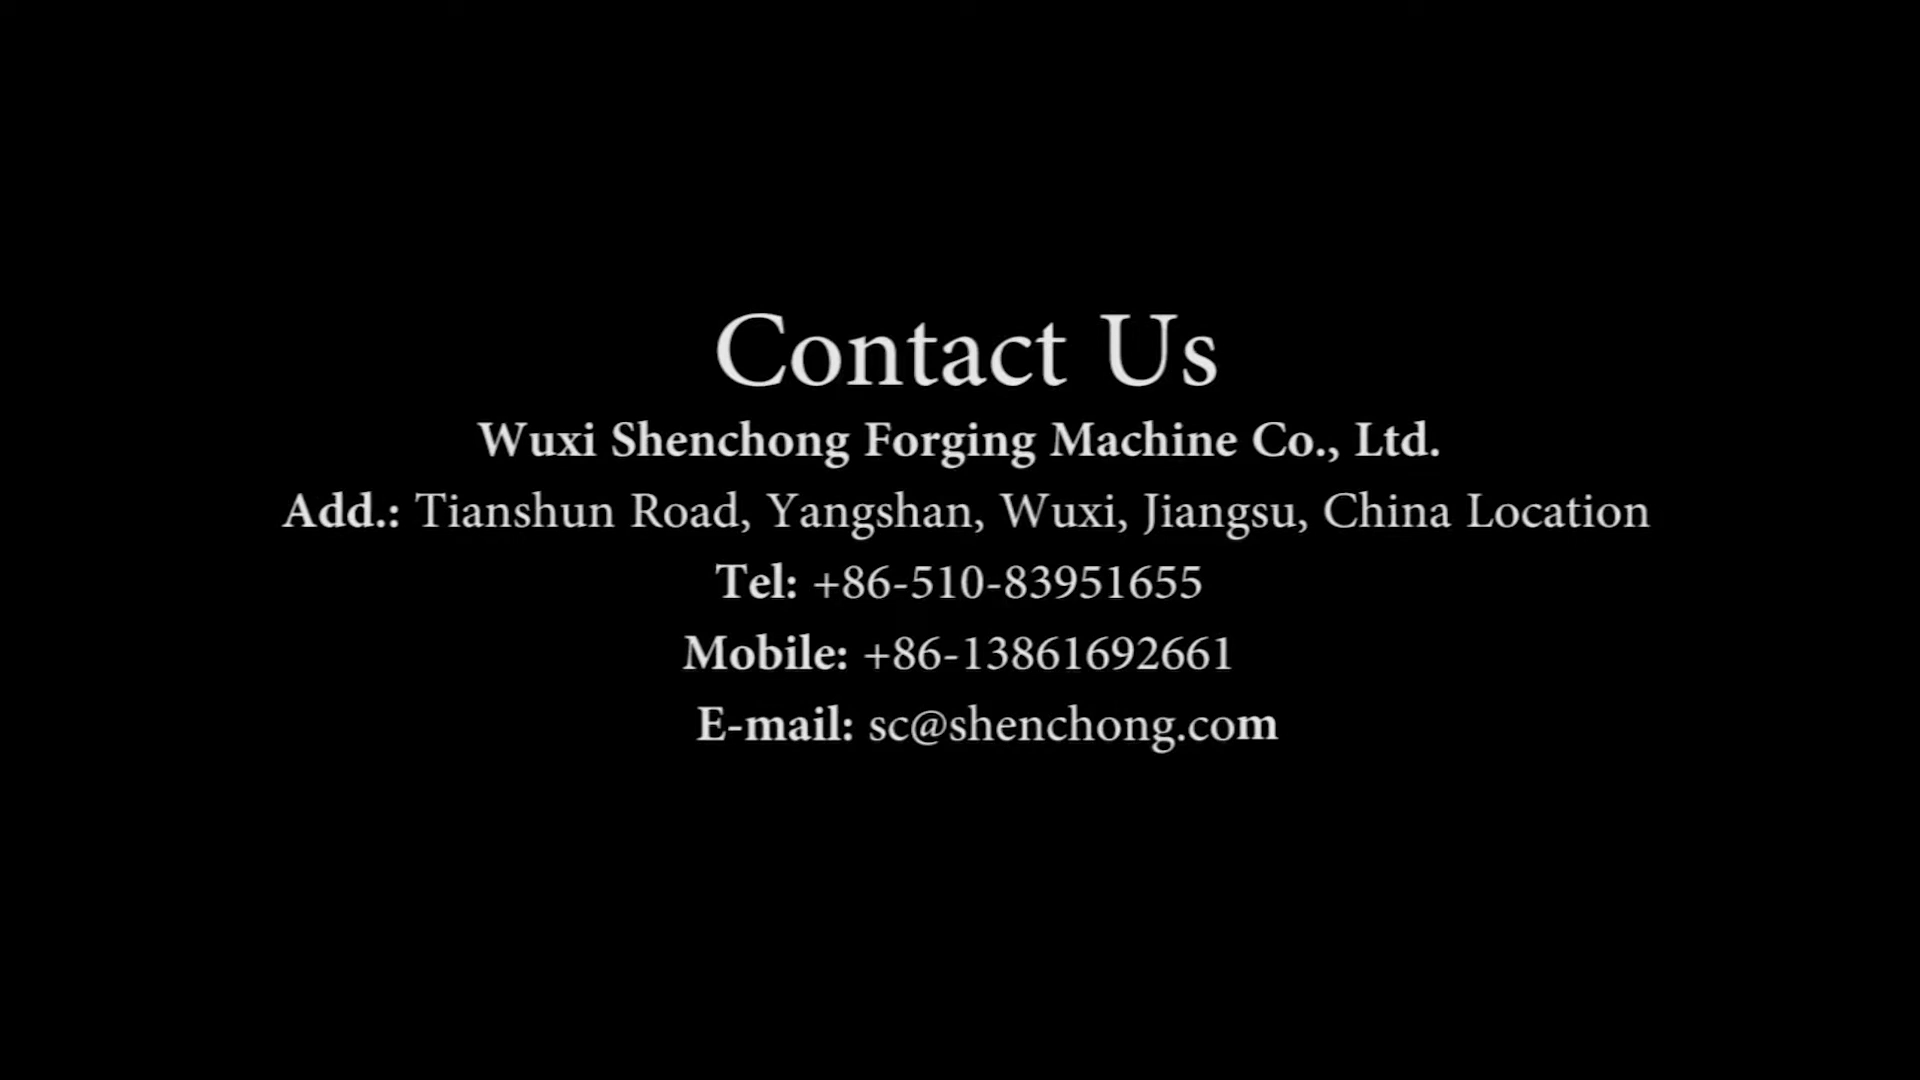 Contact Us
Wuxi Shenchong Forging Machine Co., Ltd.
Add.: Tianshun Road, Yangshan, Wuxi, Jiangsu, China Location
Tel: +86-510-83951655
Mobile: +86-13861692661
E-mail: sc@shenchong.com